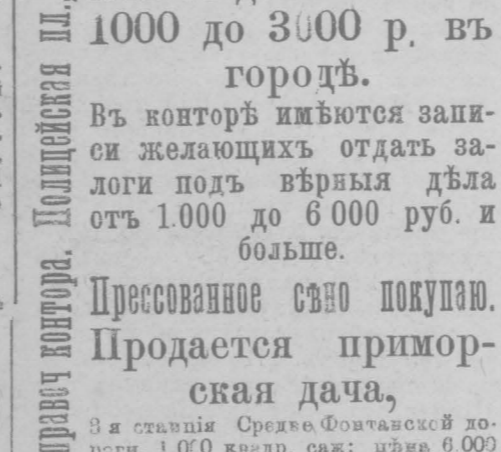 1000 до 3000 р. въ
городѣ.
Въ конторѣ имѣются запи-
си желающихъ отдать за-
логи подъ вѣрныя дѣла
отъ 1.000 до 6 000 руб. и
больше.
Прессованное сѣно покупаю.
Продается примор-
ская дача,
3 я станція Средне Фонтанской до-
роги 1.000 квадр. саж; цѣна 6.000
справоч контора. Полицейская пл.,